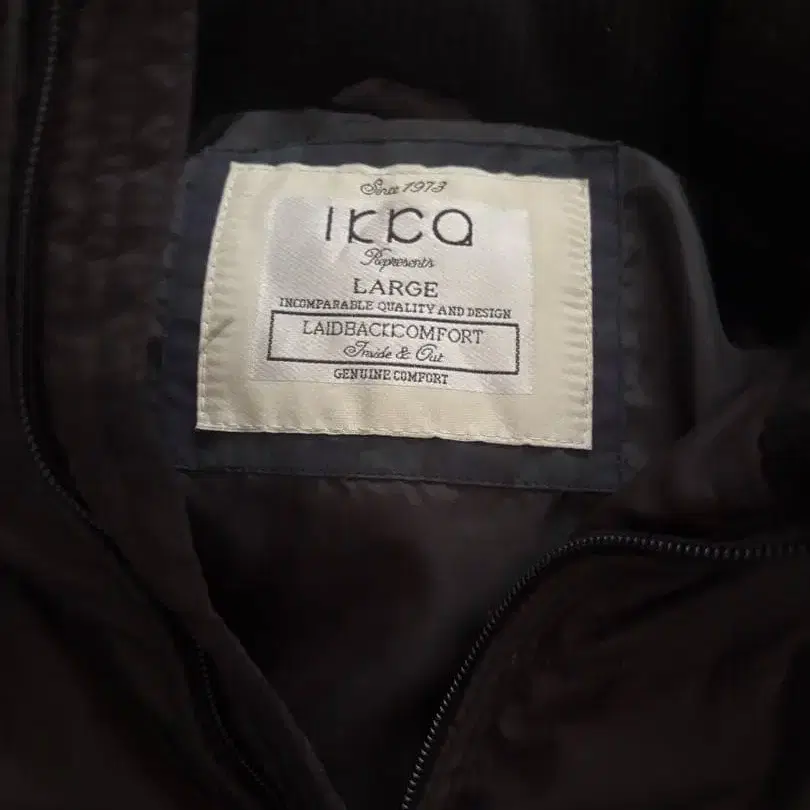 Since 1973
ikka
Represents
LARGE
INCOMPARABLE QUALITY AND DESIGN
LAIDBACKCOMFORT
Inside & Out
GENUINE COMFORT